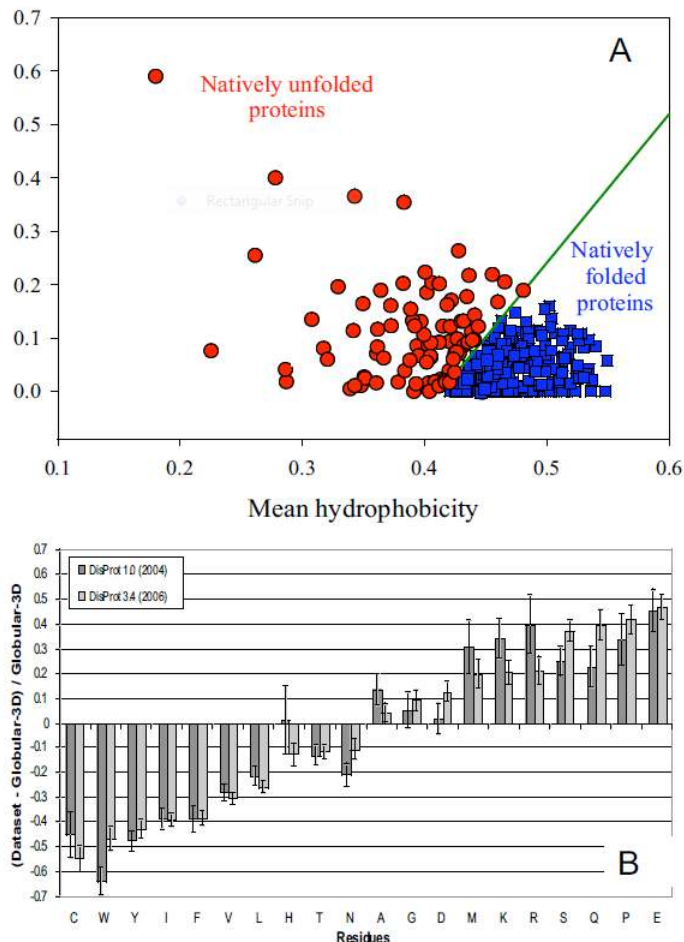 0.7
A
0.6
Natively unfolded
proteins
0.5
0.4
Rectangular Snip
0.3
Natively
folded
proteins
0.2
0.1
0.0
0.1 0.2 0.3 0.4 0.5 0.6
Mean hydrophobicity
(Dataset - Globular-3D) / Globular-3D
0.7
DisProt 1.0 (2004)
0.6
DisProt 3.4 (2006)
0.5
0.4
0.3
0.2
0.1
0
-0.1
-0.2
-0.3
-0.4
-0.5
-0.6
B
-0.7
C W Y I F V L H T N A G D M K R S Q P E
Residues